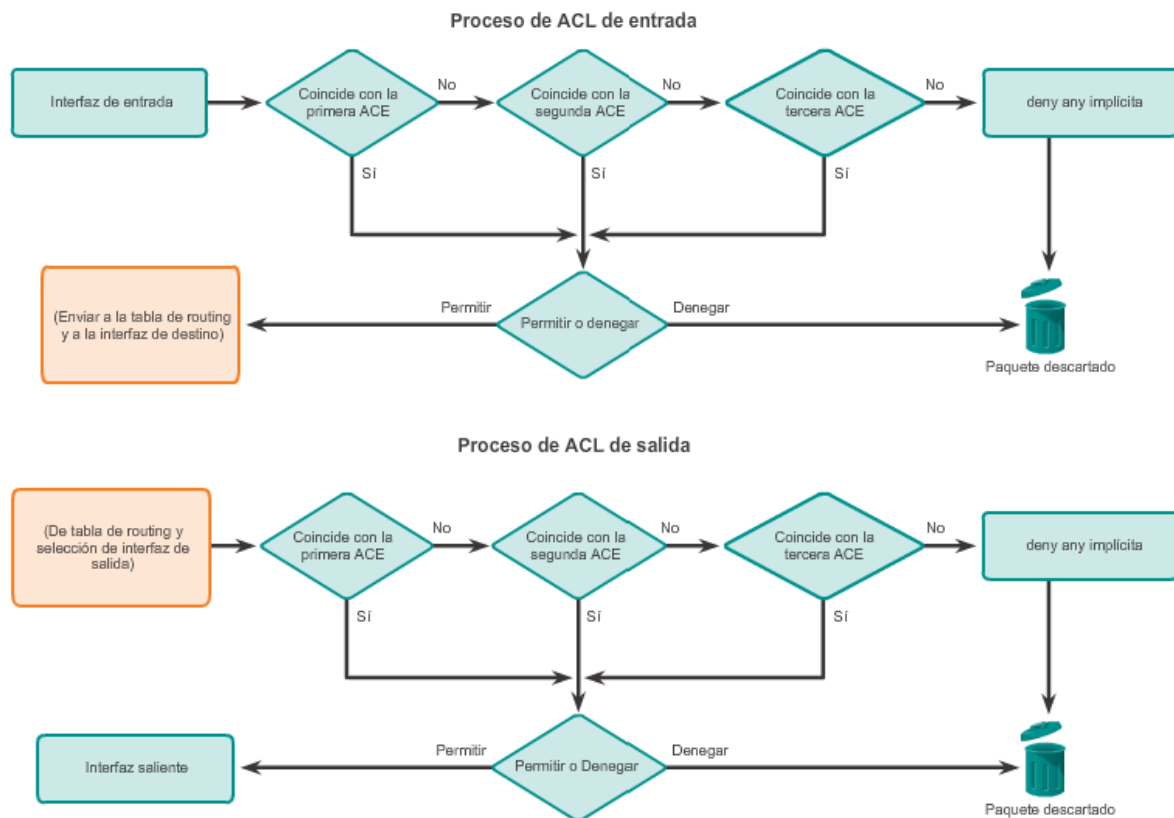 Proceso de ACL de entrada
Interfaz de entrada
Coincide con la
primera ACE
No
Coincide con la
segunda ACE
No
Coincide con la
tercera ACE
No
deny any implícita
Sí
Sí
Sí
(Enviar a la tabla de routing
y a la interfaz de destino)
Permitir
Permitir o denegar
Denegar
Paquete descartado
Proceso de ACL de salida
(De tabla de routing y
selección de interfaz de
salida)
Coincide con la
primera ACE
No
Coincide con la
segunda ACE
No
Coincide con la
tercera ACE
No
deny any implícita
Sí
Sí
Sí
Interfaz saliente
Permitir
Permitir o Denegar
Denegar
Paquete descartado